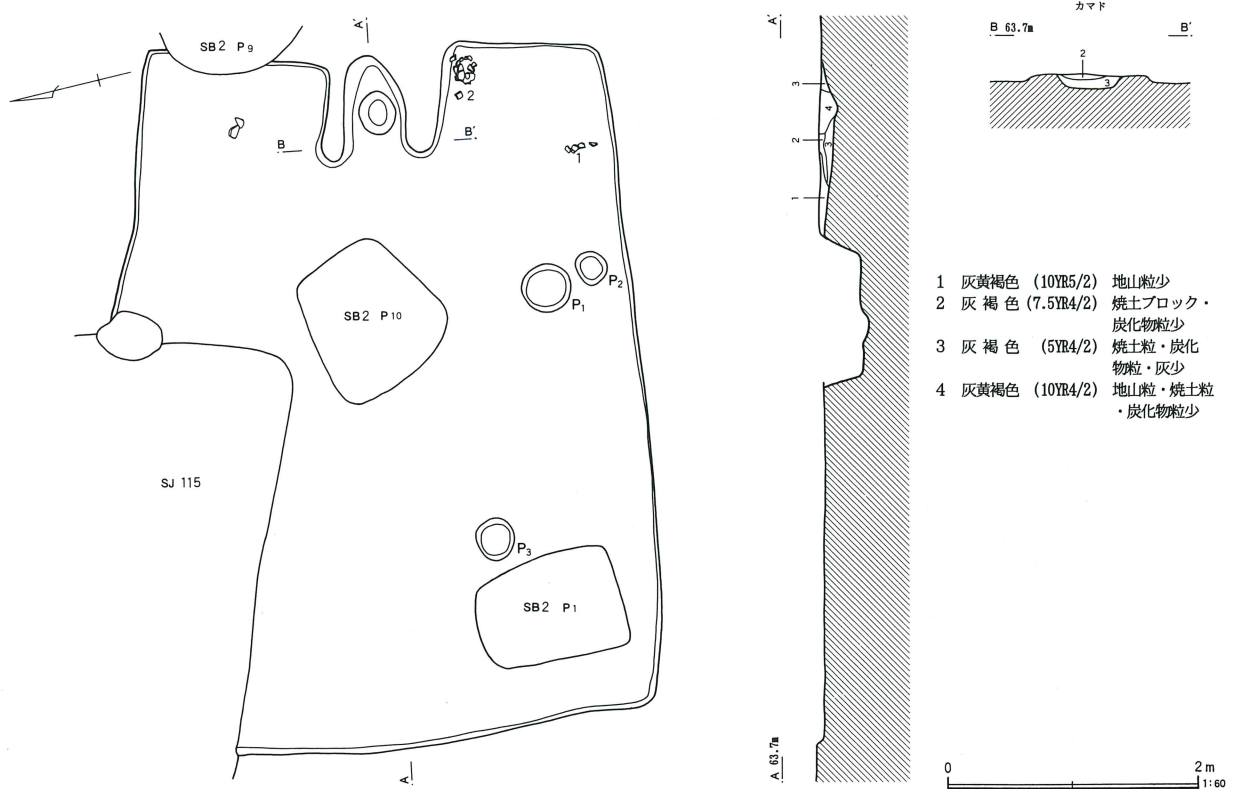 カマド
A′
SB2 P9
2
B
B′
1
P2
P1
SB2 P10
SJ 115
P3
SB2 P1
A
A′
3
4
2
3
1
A 63.7m
B 63.7m
B′
2
3
1 灰黄褐色 (10YR5/2) 地山粒少
2 灰褐色 (7.5YR4/2) 焼土ブロック・
炭化物粒少
3 灰褐色 (5YR4/2) 焼土粒・炭化
物粒・灰少
4 灰黄褐色 (10YR4/2) 地山粒・焼土粒
・炭化物粒少
0 2m
1:60